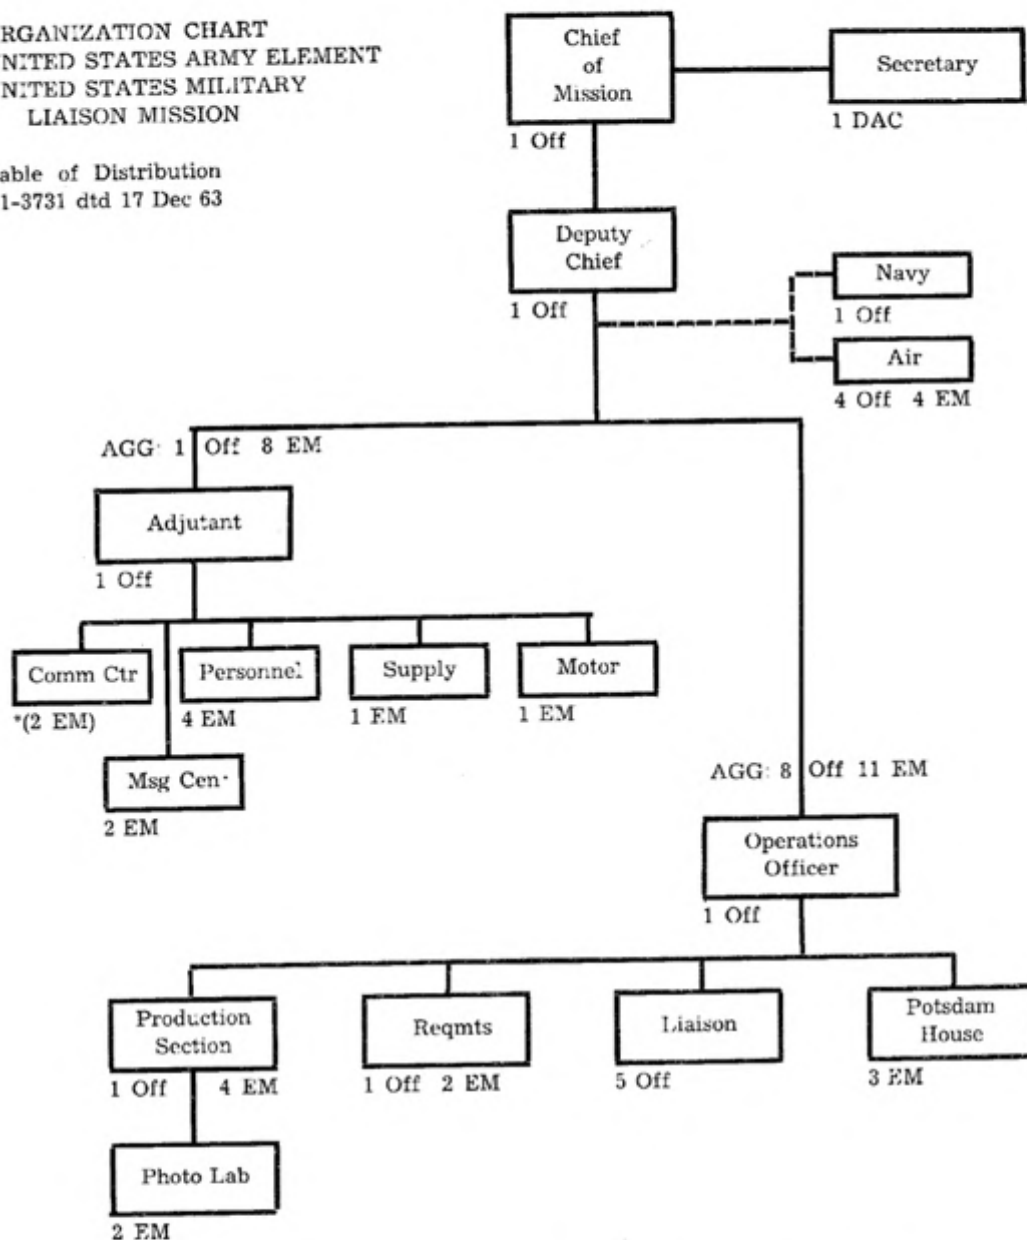 RGANIZATION CHART
NITED STATES ARMY ELEMENT
NITED STATES MILITARY
LIAISON MISSION
able of Distribution
1-3731 dtd 17 Dec 63
Chief
of
Mission
1 Off
Secretary
1 DAC
Deputy
Chief
1 Off
Navy
1 Off
Air
4 Off 4 EM
AGG: 1 Off 8 EM
Adjutant
1 Off
Comm Ctr
*(2 EM)
Personnel
4 EM
Supply
1 EM
Motor
1 EM
Msg Cen
2 EM
AGG: 8 Off 11 EM
Operations
Officer
1 Off
Production
Section
1 Off 4 EM
Reqmts
1 Off 2 EM
Liaison
5 Off
Potsdam
House
3 EM
Photo Lab
2 EM